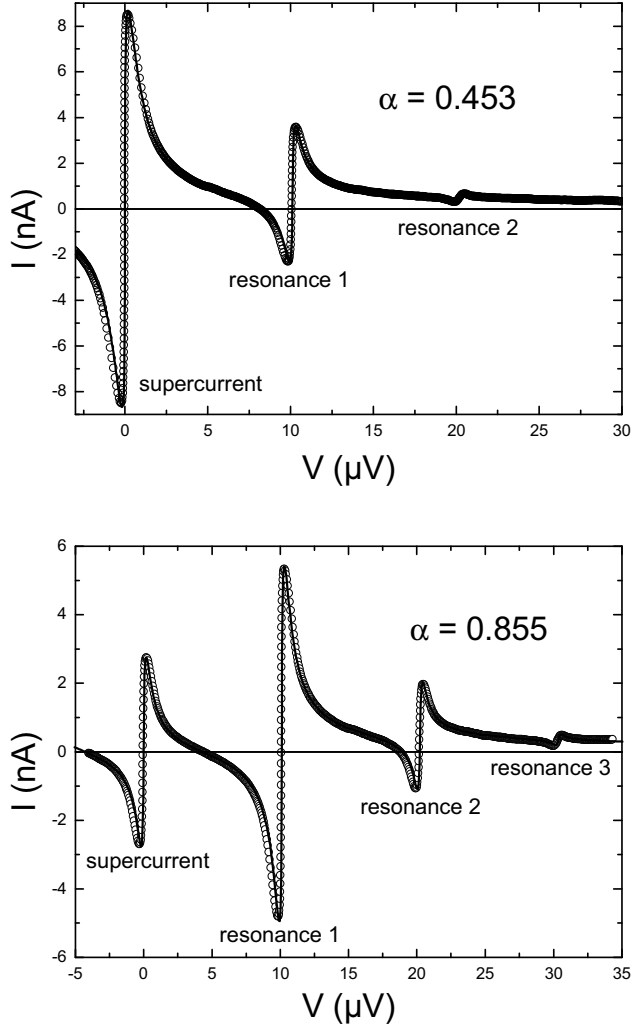 8
6
4
2
0
-2
-4
-6
-8
I (nA)
α = 0.453
resonance 2
resonance 1
supercurrent
0 5 10 15 20 25 30
V (µV)
6
4
2
0
-2
-4
-6
I (nA)
α = 0.855
resonance 3
resonance 2
supercurrent
resonance 1
-5 0 5 10 15 20 25 30 35
V (µV)